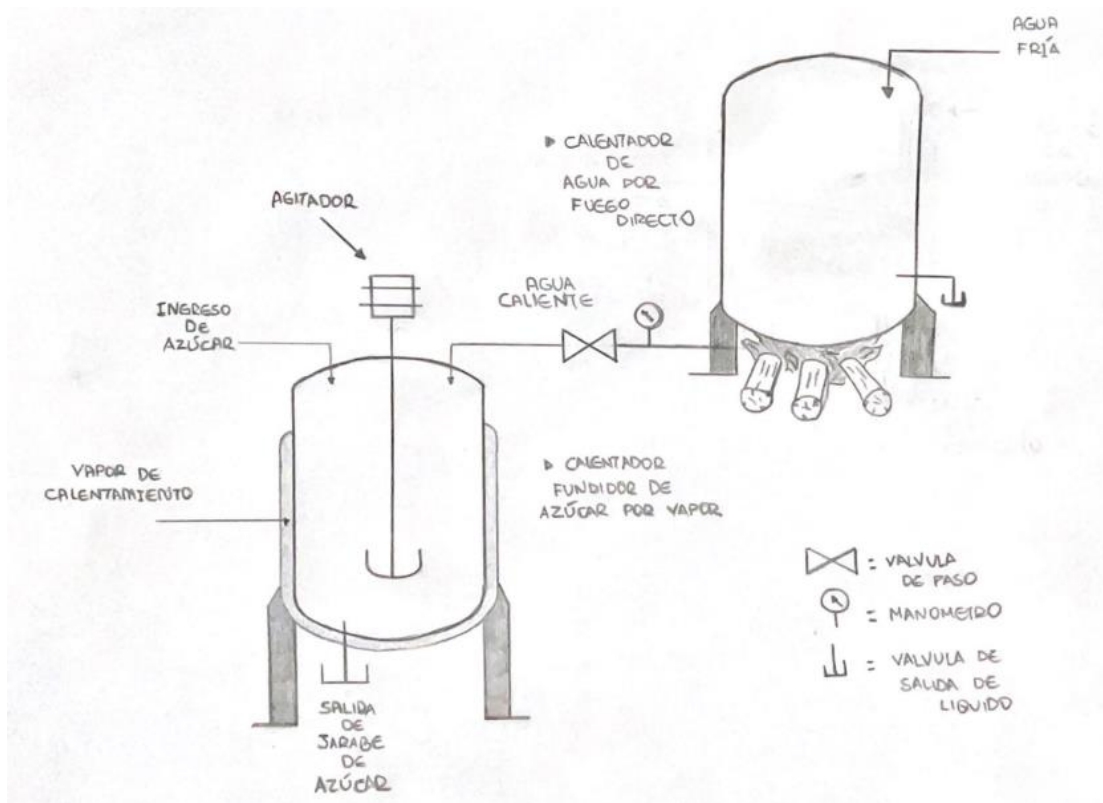 AGUA
FRÍA
▶ CALENTADOR
DE
AGUA POR
FUEGO
DIRECTO
AGITADOR
AGUA
CALIENTE
INGRESO
DE
AZÚCAR
VAPOR DE
CALENTAMIENTO
▶ CALENTADOR
FUNDIDOR DE
AZÚCAR POR VAPOR
= VALVULA
DE PASO
= MANOMETRO
= VALVULA DE
SALIDA DE
LIQUIDO
SALIDA
DE
JARABE
DE
AZÚCAR